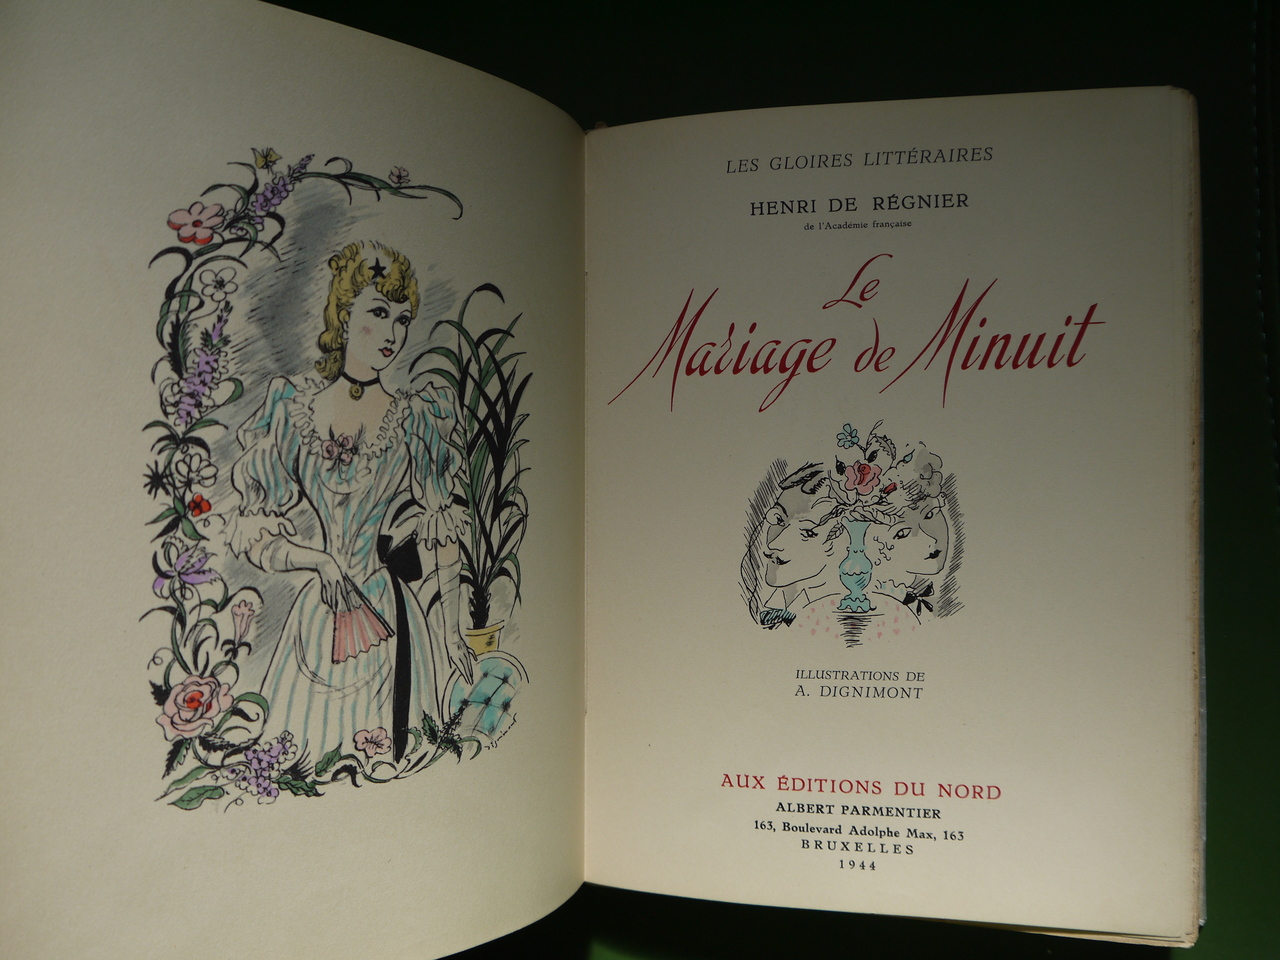 LES GLOIRES LITTÉRAIRES
HENRI DE RÉGNIER
de l'Académie française
Le
Mariage de Minuit
ILLUSTRATIONS DE
A. DIGNIMONT
AUX ÉDITIONS DU NORD
ALBERT PARMENTIER
163, Boulevard Adolphe Max, 163
BRUXELLES
1944